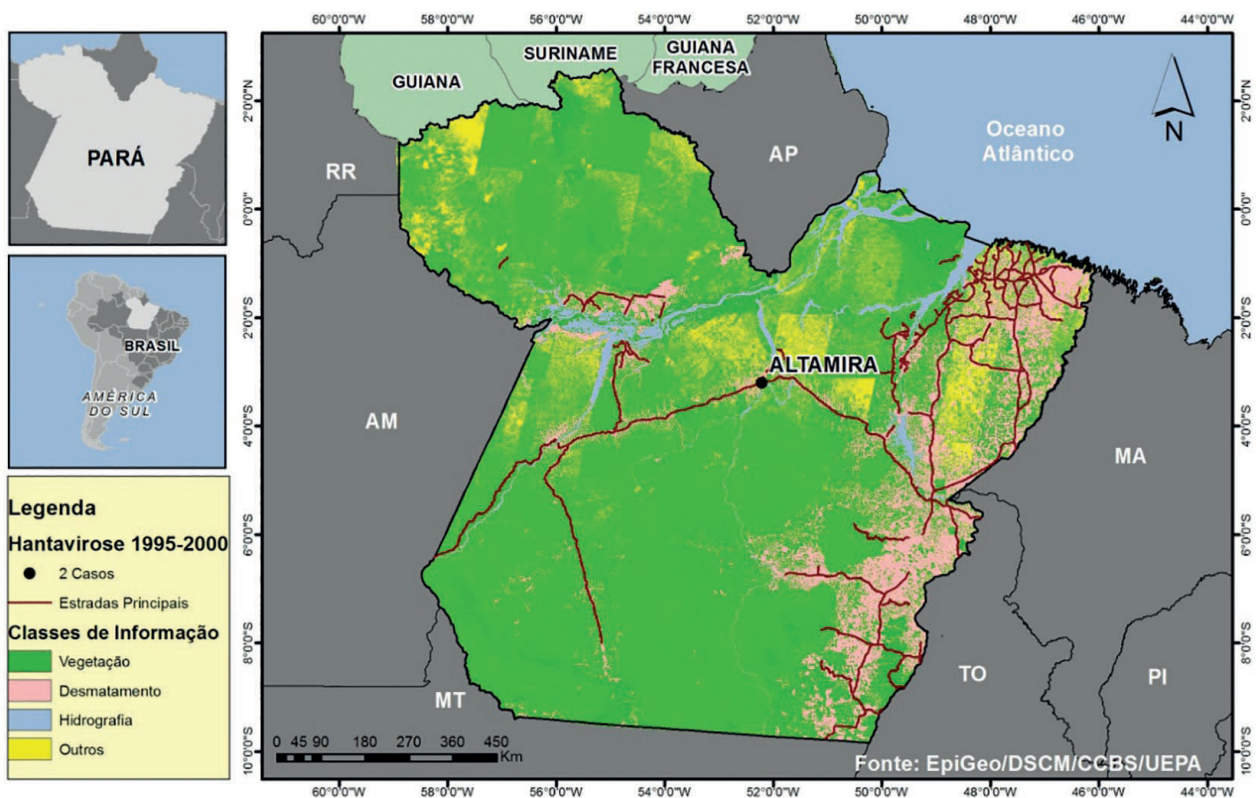 PARÁ
BRASIL
AMÉRICA
DO SUL
Legenda
Hantavirose 1995-2000
2 Casos
Estradas Principais
Classes de Informação
Vegetação
Desmatamento
Hidrografia
Outros
60°0'0"W 58°0'0"W 56°0'0"W 54°0'0"W 52°0'0"W 50°0'0"W 48°0'0"W 46°0'0"W 44°0'0"W
2°0'0"N
0°0'0"
2°0'0"S
4°0'0"S
6°0'0"S
8°0'0"S
10°0'0"S
GUIANA
SURINAME
GUIANA
FRANCESA
N
Oceano
Atlântico
RR
AP
ALTAMIRA
AM
MA
MT
TO
PI
0 45 90 180 270 360 450
Km
Fonte: EpiGeo/DSCM/CCBS/UEPA
2°0'0"N
0°0'0"
2°0'0"S
4°0'0"S
6°0'0"S
8°0'0"S
10°0'0"S
60°0'0"W 58°0'0"W 56°0'0"W 54°0'0"W 52°0'0"W 50°0'0"W 48°0'0"W 46°0'0"W 44°0'0"W